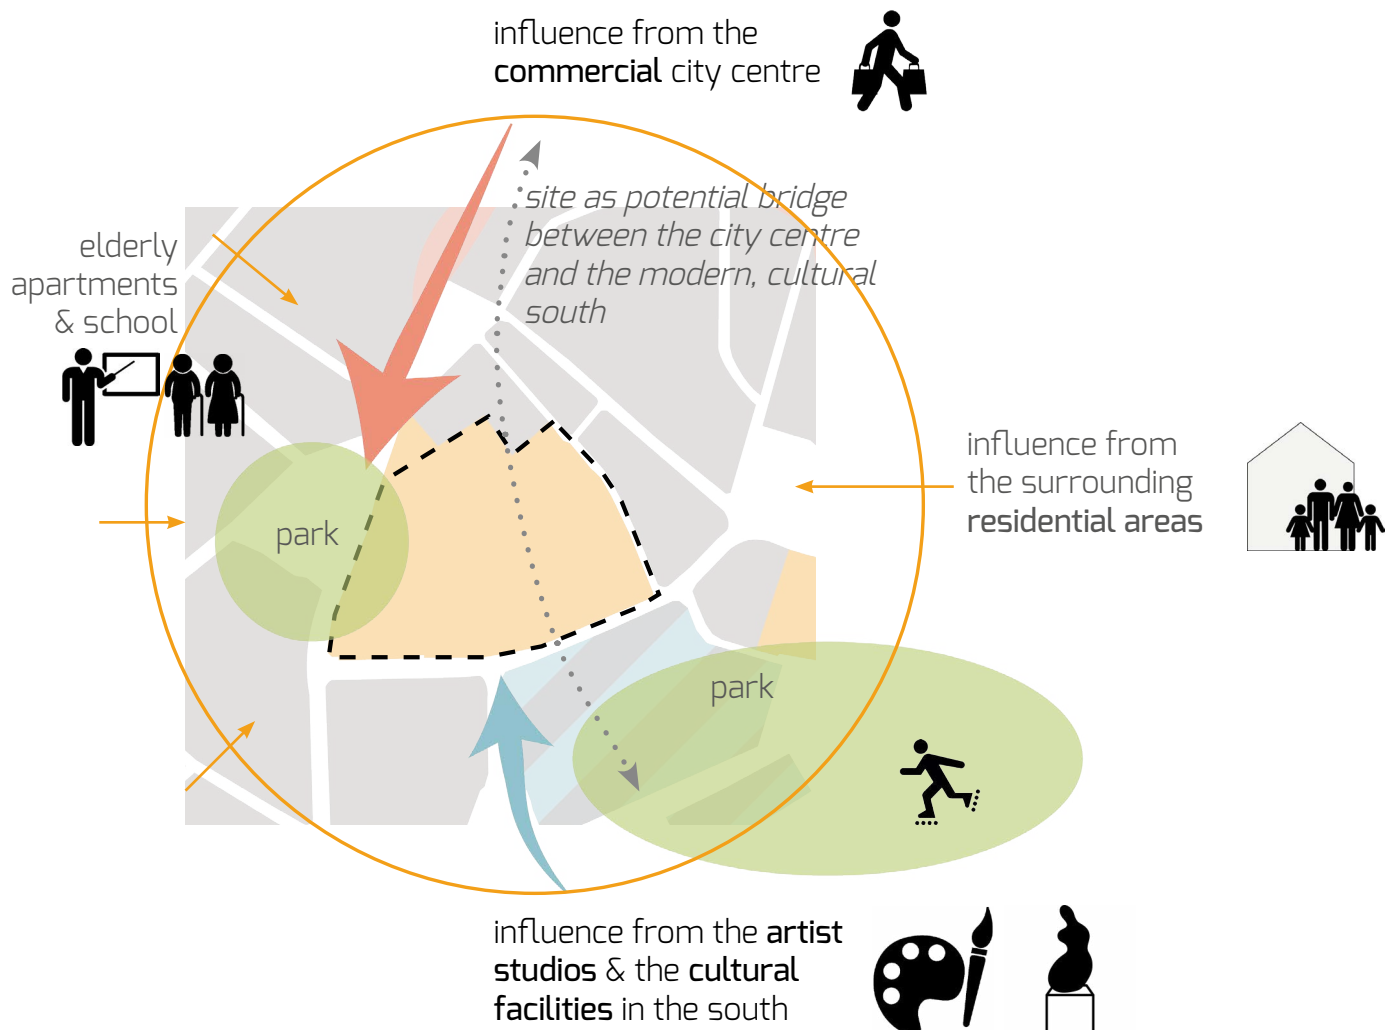 influence from the
commercial city centre
site as potential bridge
between the city centre
and the modern, cultural
south
elderly
apartments
& school
influence from
the surrounding
residential areas
park
park
influence from the artist
studios & the cultural
facilities in the south